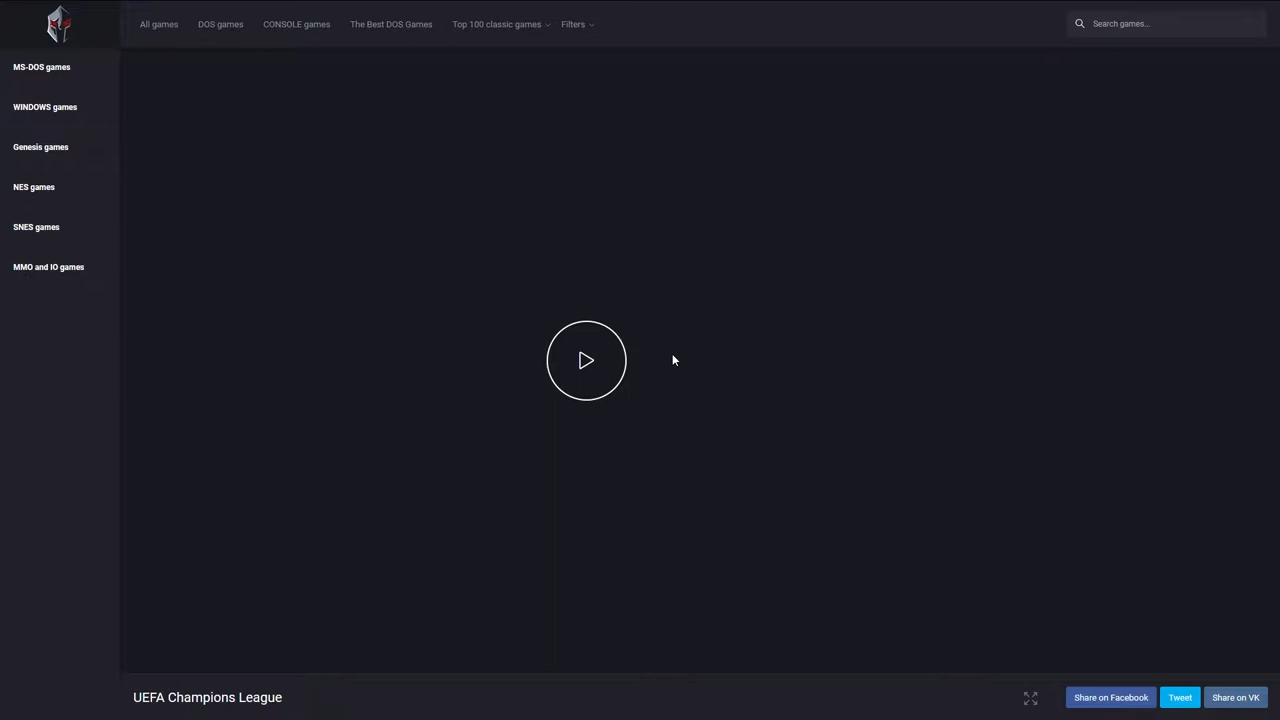 All games
DOS games
CONSOLE games
The Best DOS Games
Top 100 classic games
Filters
Search games...
MS-DOS games
WINDOWS games
Genesis games
NES games
SNES games
MMO and IO games
UEFA Champions League
Share on Facebook
Tweet
Share on VK